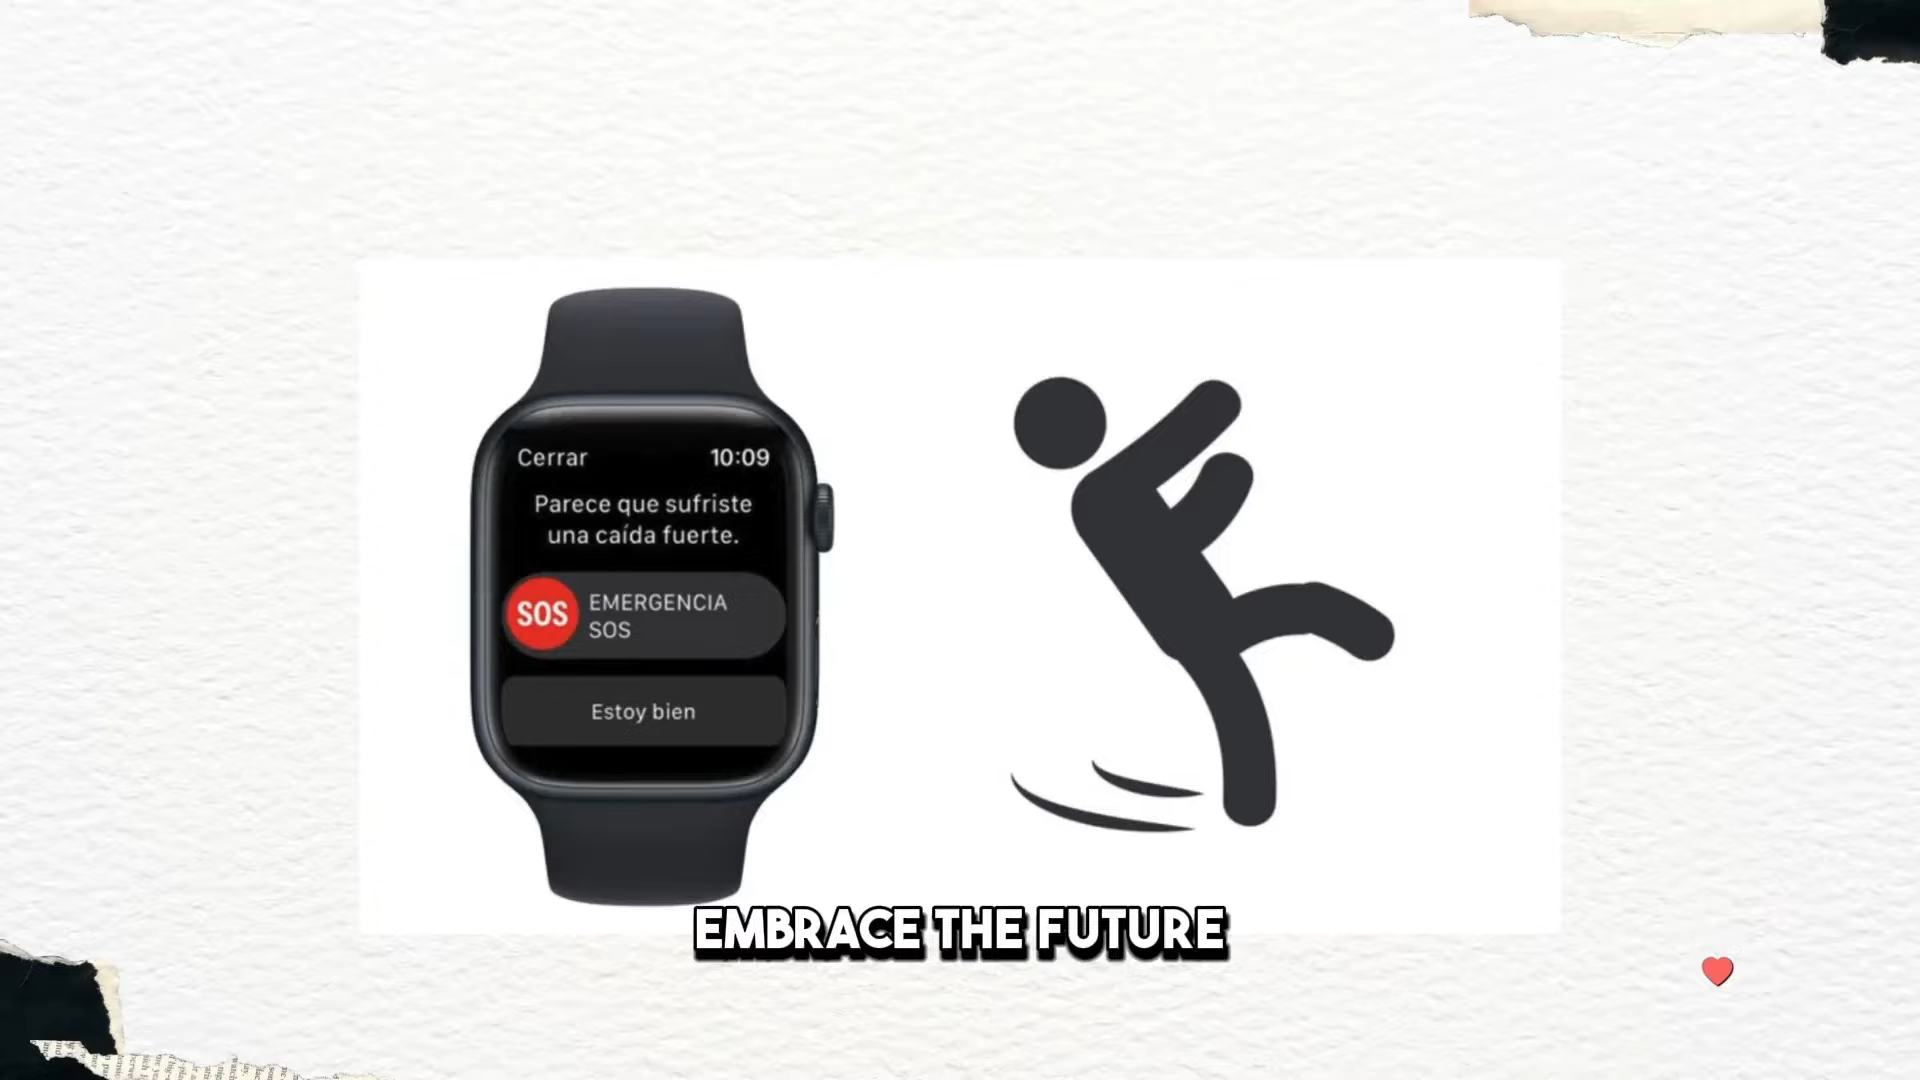 Cerrar 10:09
Parece que sufriste
una caída fuerte.
SOS EMERGENCIA
SOS
Estoy bien
EMBRACE THE FUTURE